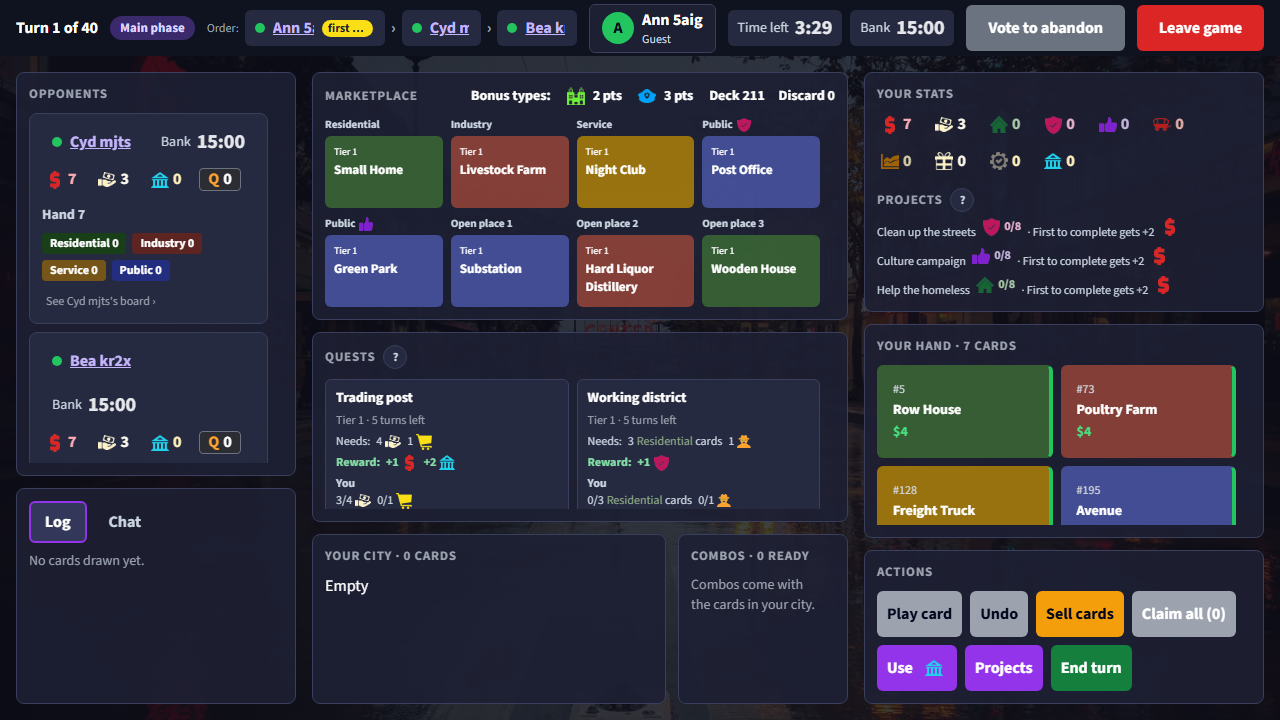 Turn 1 of 40
Main phase
Order:
Ann 5
first ...
› Cyd m
› Bea k
A
Ann 5aig
Guest
Time left 3:29
Bank 15:00
Vote to abandon
Leave game
OPPONENTS
Cyd mjts
Bank 15:00
7 3 0 Q 0
Hand 7
Residential 0
Industry 0
Service 0
Public 0
See Cyd mjts's board ›
Bea kr2x
Bank 15:00
7 3 0 Q 0
Log
Chat
No cards drawn yet.
MARKETPLACE
Bonus types: 2 pts 3 pts Deck 211 Discard 0
Residential
Industry
Service
Public
Tier 1
Small Home
Tier 1
Livestock Farm
Tier 1
Night Club
Tier 1
Post Office
Public
Open place 1
Open place 2
Open place 3
Tier 1
Green Park
Tier 1
Substation
Tier 1
Hard Liquor
Distillery
Tier 1
Wooden House
QUESTS ?
Trading post
Tier 1 · 5 turns left
Needs: 4 1
Reward: +1 +2
You
3/4 0/1
Working district
Tier 1 · 5 turns left
Needs: 3 Residential cards 1
Reward: +1
You
0/3 Residential cards 0/1
YOUR CITY · 0 CARDS
Empty
COMBOS · 0 READY
Combos come with
the cards in your city.
YOUR STATS
7 3 0 0 0 0
0 0 0 0
PROJECTS ?
Clean up the streets 0/8 · First to complete gets +2
Culture campaign 0/8 · First to complete gets +2
Help the homeless 0/8 · First to complete gets +2
YOUR HAND · 7 CARDS
#5
Row House
$4
#73
Poultry Farm
$4
#128
Freight Truck
#195
Avenue
ACTIONS
Play card
Undo
Sell cards
Claim all (0)
Use
Projects
End turn